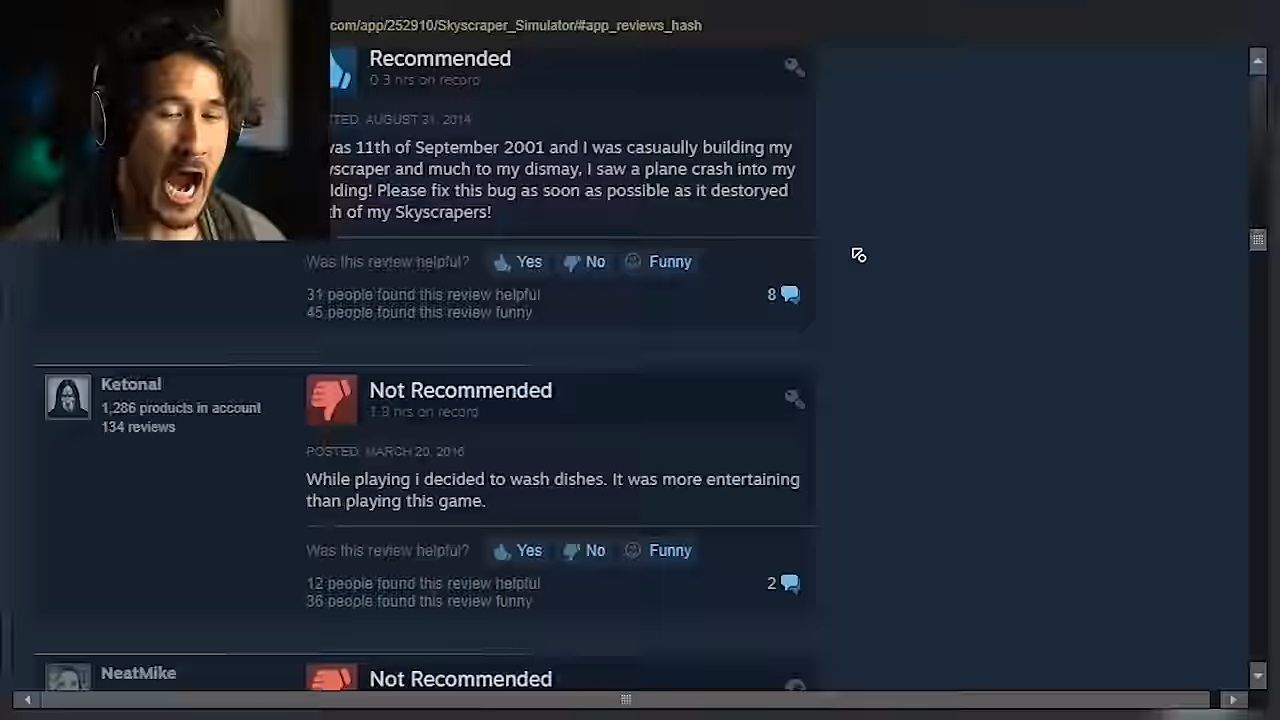 com/app/252910/Skyscraper_Simulator/#app_reviews_hash
Recommended
0.3 hrs on record
TED: AUGUST 31, 2014
was 11th of September 2001 and I was casuaully building my
yscraper and much to my dismay, I saw a plane crash into my
lding! Please fix this bug as soon as possible as it destoryed
th of my Skyscrapers!
Was this review helpful? Yes No Funny
31 people found this review helpful 8
45 people found this review funny
Ketonal
1,286 products in account
134 reviews
Not Recommended
1.9 hrs on record
POSTED: MARCH 20, 2016
While playing i decided to wash dishes. It was more entertaining
than playing this game.
Was this review helpful? Yes No Funny
12 people found this review helpful 2
36 people found this review funny
NeatMike
Not Recommended